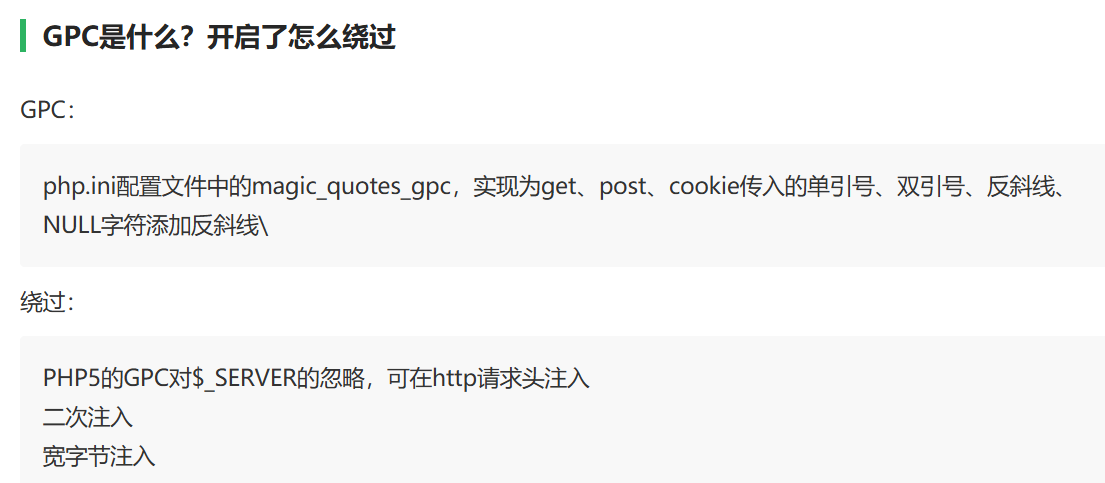 GPC是什么？开启了怎么绕过
GPC：
php.ini配置文件中的magic_quotes_gpc，实现为get、post、cookie传入的单引号、双引号、反斜线、
NULL字符添加反斜线\
绕过：
PHP5的GPC对$_SERVER的忽略，可在http请求头注入
二次注入
宽字节注入